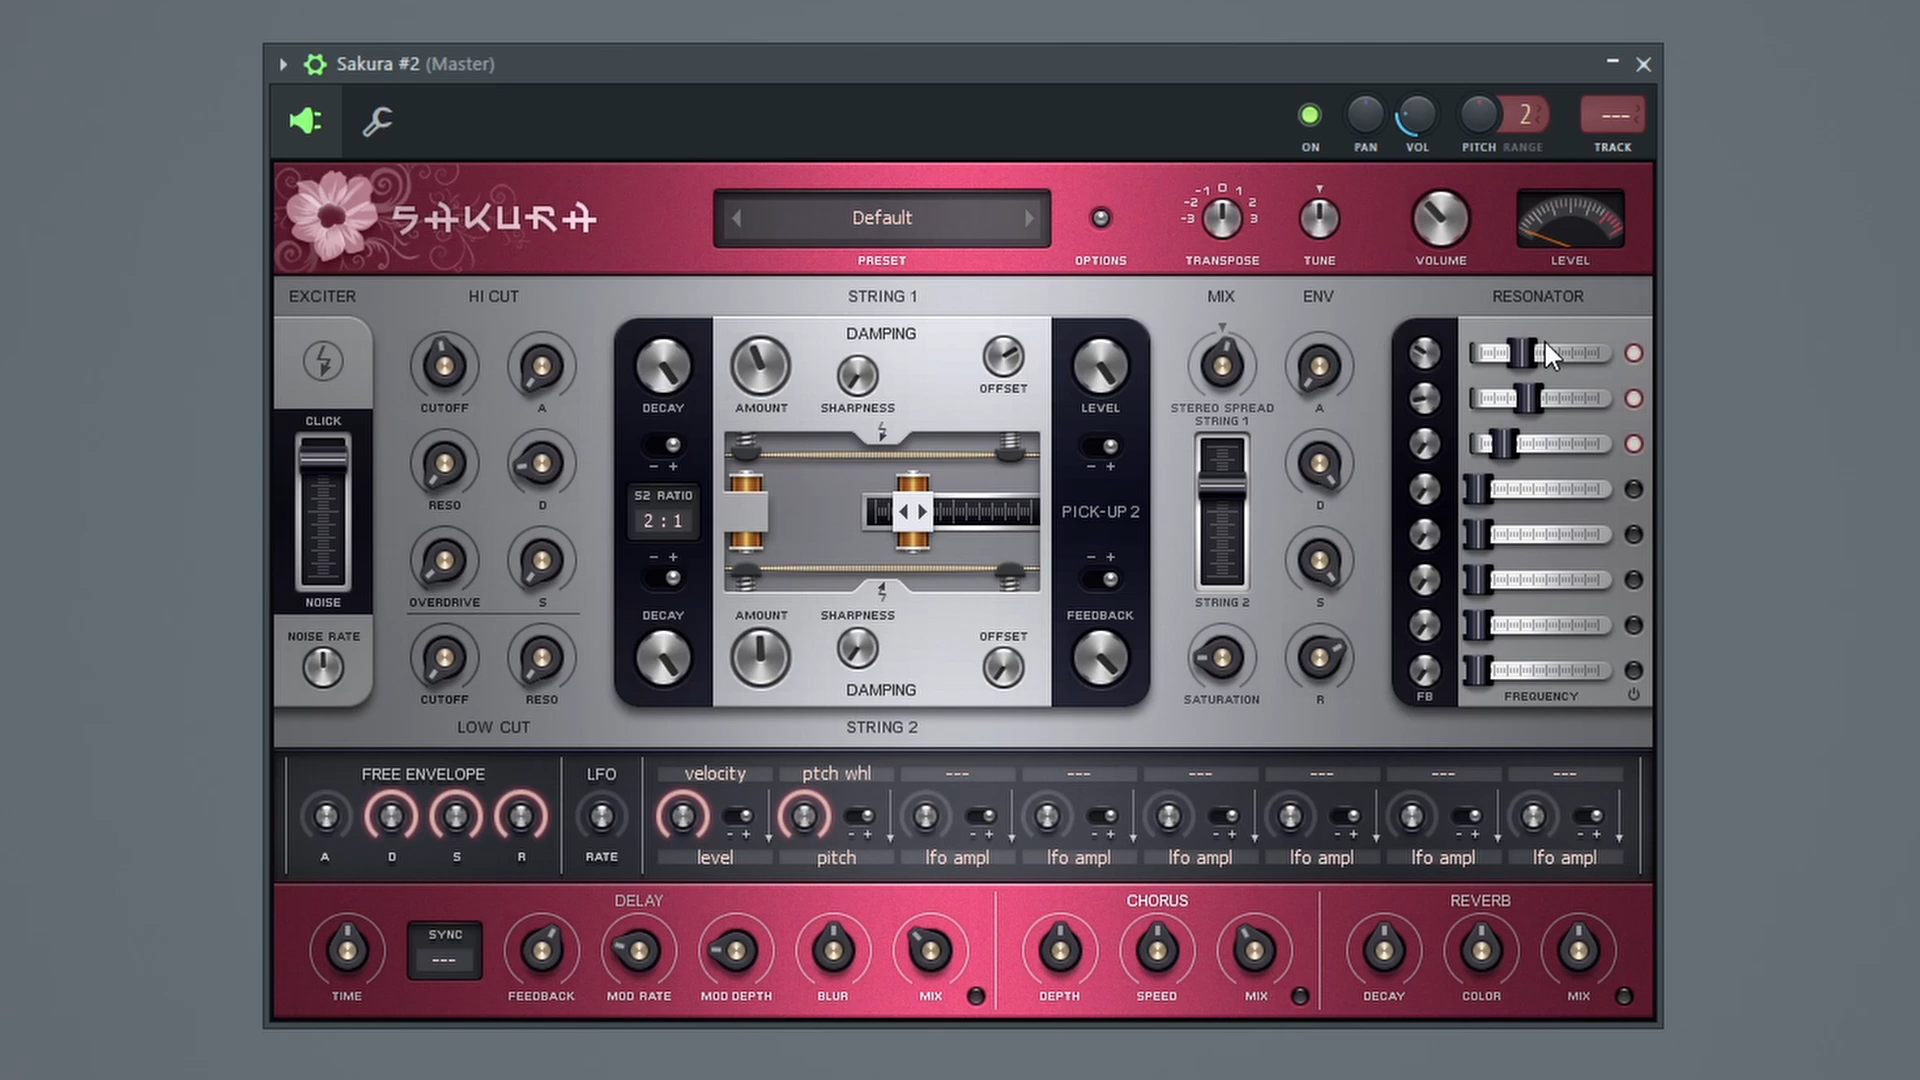 Sakura #2 (Master)
2
---
ON PAN VOL PITCH RANGE TRACK
SAKURA
Default
-3 -2 -1 0 1 2 3
PRESET OPTIONS TRANSPOSE TUNE VOLUME LEVEL
EXCITER HI CUT STRING 1 MIX ENV RESONATOR
DAMPING
OFFSET
CUTOFF A DECAY AMOUNT SHARPNESS LEVEL STEREO SPREAD A
CLICK
STRING 1
- +
- +
S2 RATIO
2:1
RESO D
PICK-UP 2
D
- +
- +
NOISE OVERDRIVE S
STRING 2 S
DECAY AMOUNT SHARPNESS FEEDBACK
NOISE RATE
OFFSET
DAMPING
CUTOFF RESO
SATURATION R
FB FREQUENCY
LOW CUT STRING 2
FREE ENVELOPE LFO velocity ptch whl --- --- --- --- --- ---
- + - + - + - + - + - + - + - +
A D S R RATE level pitch lfo ampl lfo ampl lfo ampl lfo ampl lfo ampl lfo ampl
DELAY CHORUS REVERB
SYNC
---
TIME FEEDBACK MOD RATE MOD DEPTH BLUR MIX DEPTH SPEED MIX DECAY COLOR MIX